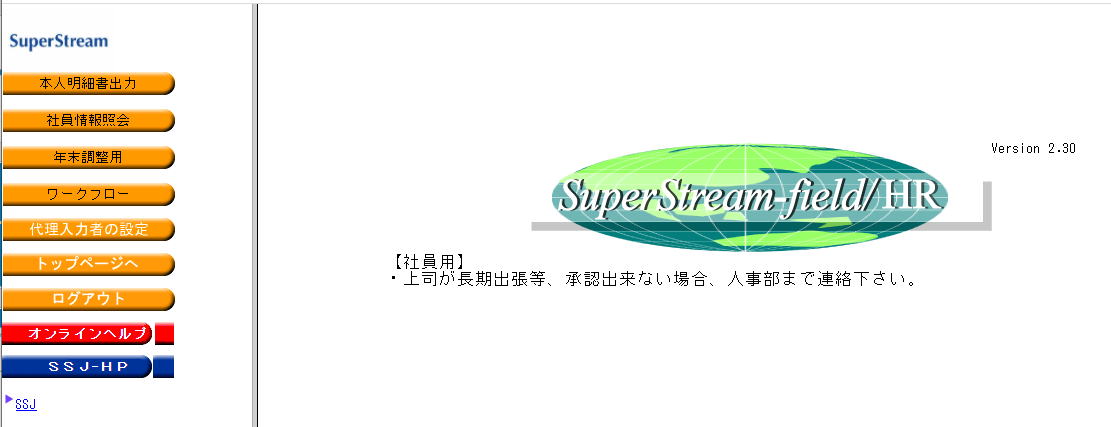 SuperStream
本人明細書出力
社員情報照会
年末調整用
ワークフロー
代理入力者の設定
トップページへ
ログアウト
オンラインヘルプ
ＳＳＪ-ＨＰ
SSJ
Version 2.30
SuperStream-field/HR
【社員用】
・上司が長期出張等、承認出来ない場合、人事部まで連絡下さい。